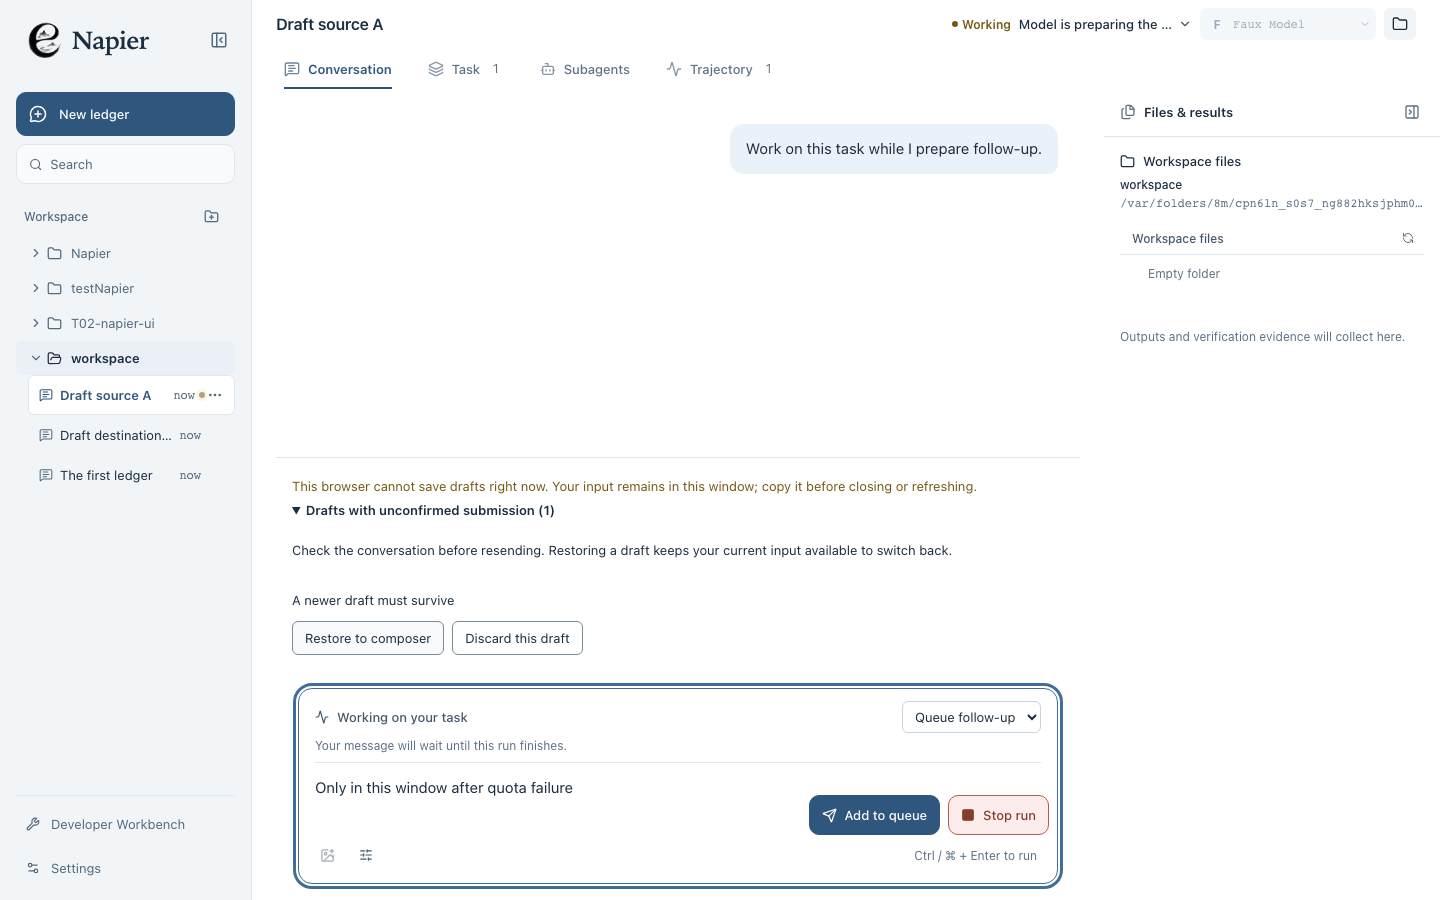 Napier
New ledger
Search
Workspace
Napier
testNapier
T02-napier-ui
workspace
Draft source A now
Draft destination... now
The first ledger now
Developer Workbench
Settings
Draft source A
Working Model is preparing the ...
F Faux Model
Conversation
Task 1
Subagents
Trajectory 1
Work on this task while I prepare follow-up.
This browser cannot save drafts right now. Your input remains in this window; copy it before closing or refreshing.
Drafts with unconfirmed submission (1)
Check the conversation before resending. Restoring a draft keeps your current input available to switch back.
A newer draft must survive
Restore to composer
Discard this draft
Working on your task
Queue follow-up
Your message will wait until this run finishes.
Only in this window after quota failure
Add to queue
Stop run
Ctrl / ⌘ + Enter to run
Files & results
Workspace files
workspace
/var/folders/8m/cpn6ln_s0s7_ng882hksjphm0...
Workspace files
Empty folder
Outputs and verification evidence will collect here.